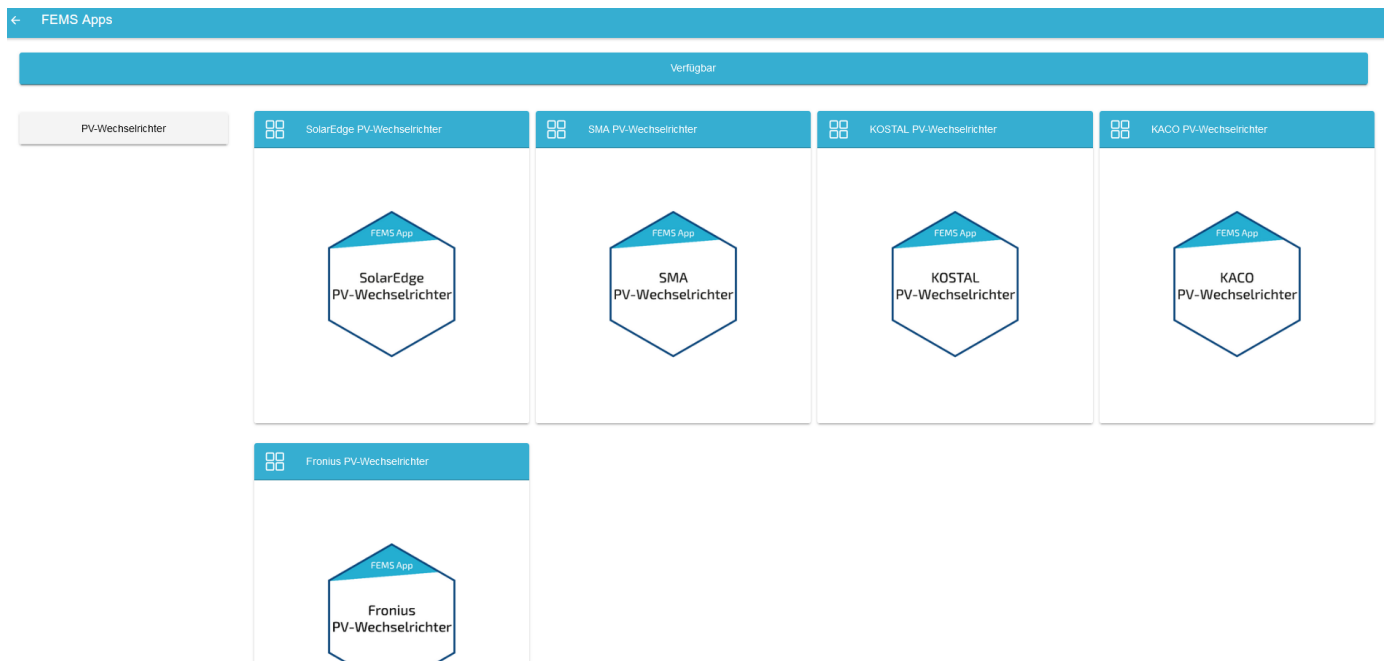 FEMS Apps
Verfügbar
PV-Wechselrichter
SolarEdge PV-Wechselrichter
SMA PV-Wechselrichter
KOSTAL PV-Wechselrichter
KACO PV-Wechselrichter
FEMS App
SolarEdge
PV-Wechselrichter
FEMS App
SMA
PV-Wechselrichter
FEMS App
KOSTAL
PV-Wechselrichter
FEMS App
KACO
PV-Wechselrichter
Fronius PV-Wechselrichter
FEMS App
Fronius
PV-Wechselrichter